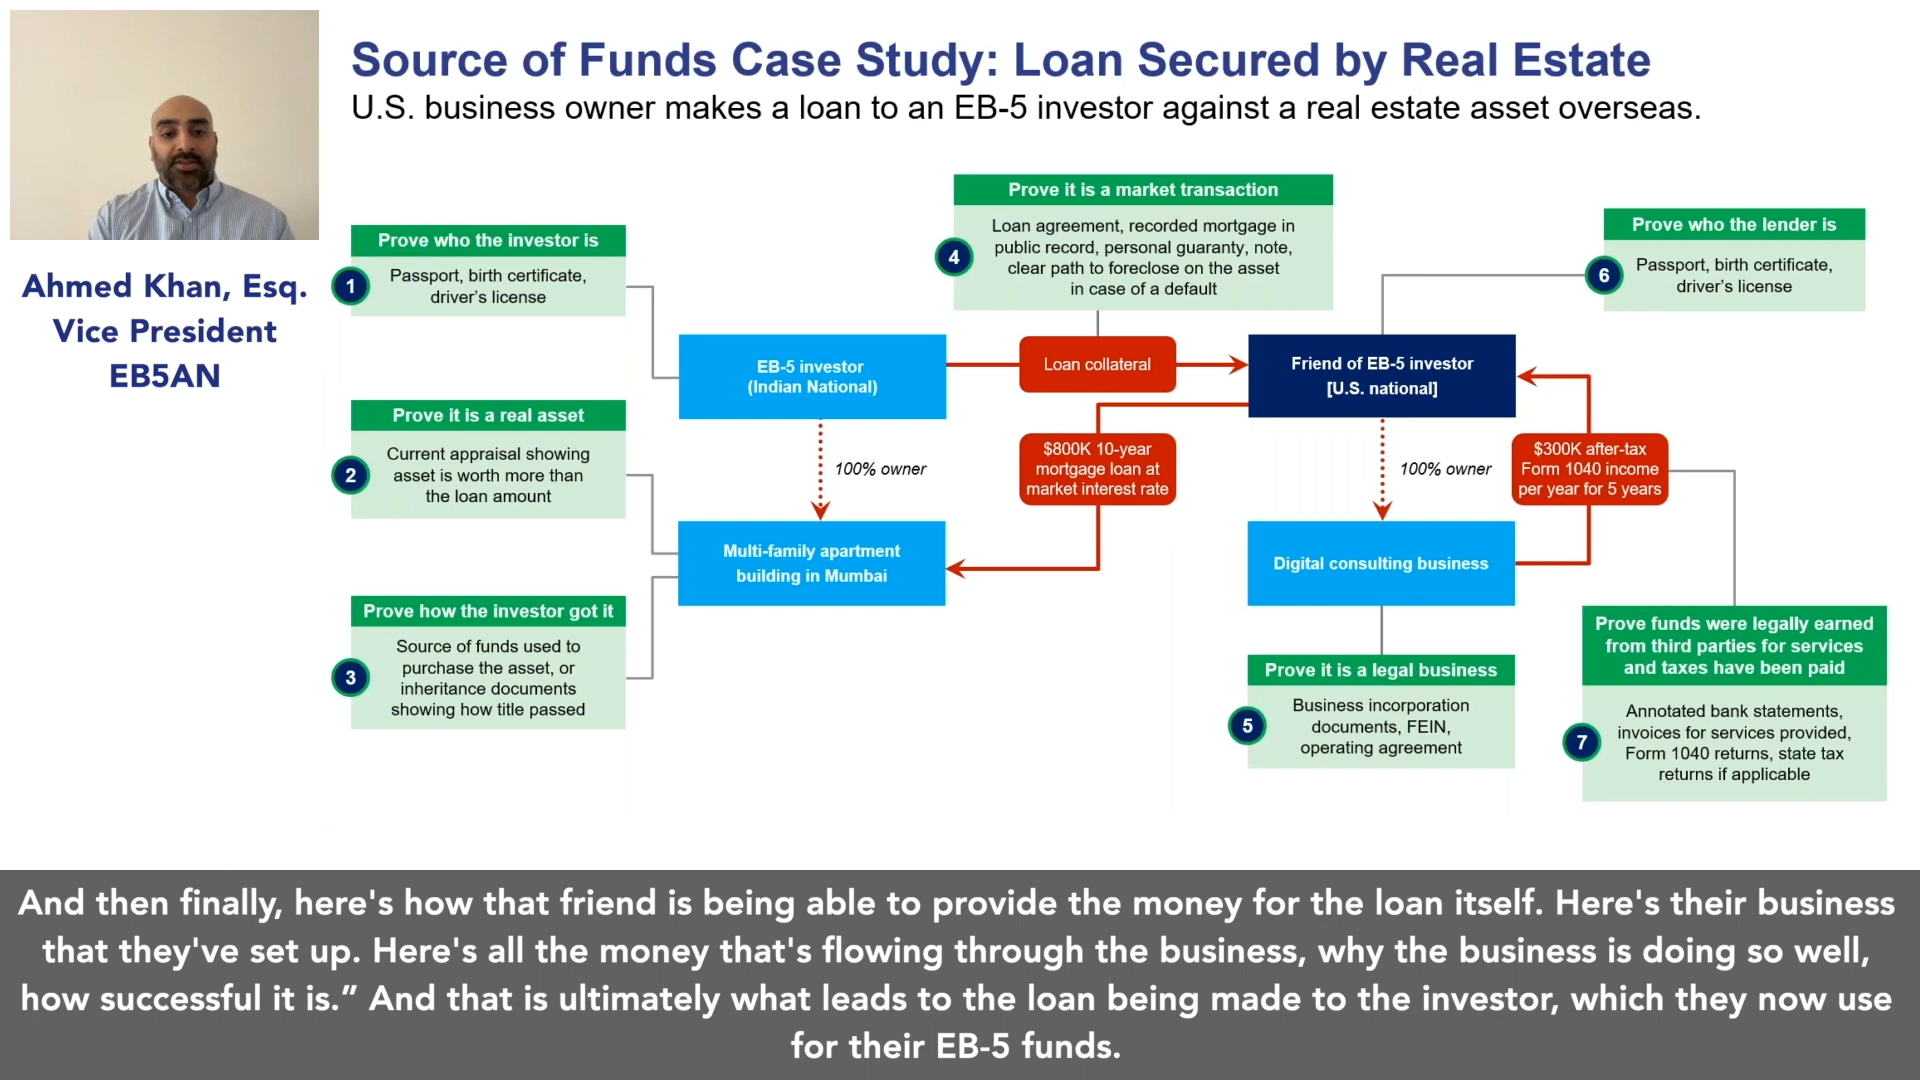 Source of Funds Case Study: Loan Secured by Real Estate
U.S. business owner makes a loan to an EB-5 investor against a real estate asset overseas.
Ahmed Khan, Esq.
Vice President
EB5AN
Prove who the investor is
1
Passport, birth certificate,
driver’s license
Prove it is a real asset
2
Current appraisal showing
asset is worth more than
the loan amount
Prove how the investor got it
3
Source of funds used to
purchase the asset, or
inheritance documents
showing how title passed
Prove it is a market transaction
4
Loan agreement, recorded mortgage in
public record, personal guaranty, note,
clear path to foreclose on the asset
in case of a default
Prove who the lender is
6
Passport, birth certificate,
driver’s license
EB-5 investor
(Indian National)
Loan collateral
Friend of EB-5 investor
[U.S. national]
100% owner
$800K 10-year
mortgage loan at
market interest rate
100% owner
$300K after-tax
Form 1040 income
per year for 5 years
Multi-family apartment
building in Mumbai
Digital consulting business
Prove it is a legal business
5
Business incorporation
documents, FEIN,
operating agreement
Prove funds were legally earned
from third parties for services
and taxes have been paid
7
Annotated bank statements,
invoices for services provided,
Form 1040 returns, state tax
returns if applicable
And then finally, here's how that friend is being able to provide the money for the loan itself. Here's their business
that they've set up. Here's all the money that's flowing through the business, why the business is doing so well,
how successful it is.” And that is ultimately what leads to the loan being made to the investor, which they now use
for their EB-5 funds.